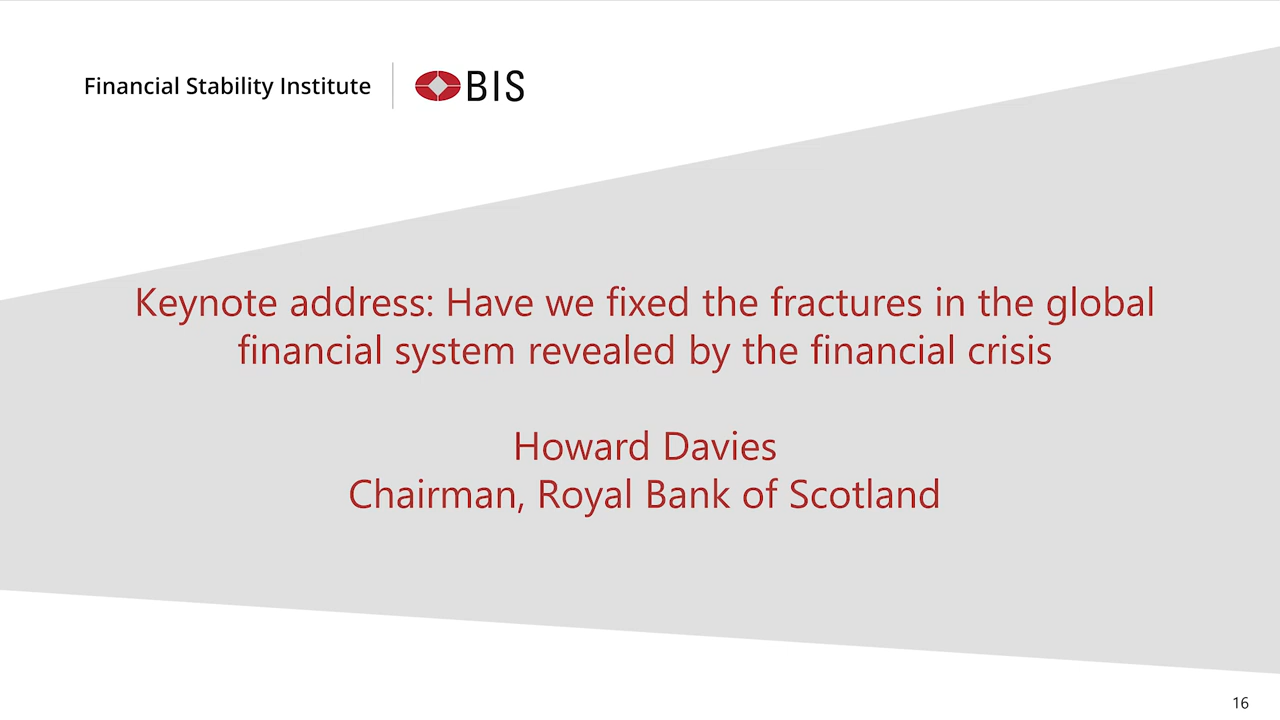 Financial Stability Institute
BIS
Keynote address: Have we fixed the fractures in the global
financial system revealed by the financial crisis
Howard Davies
Chairman, Royal Bank of Scotland
16